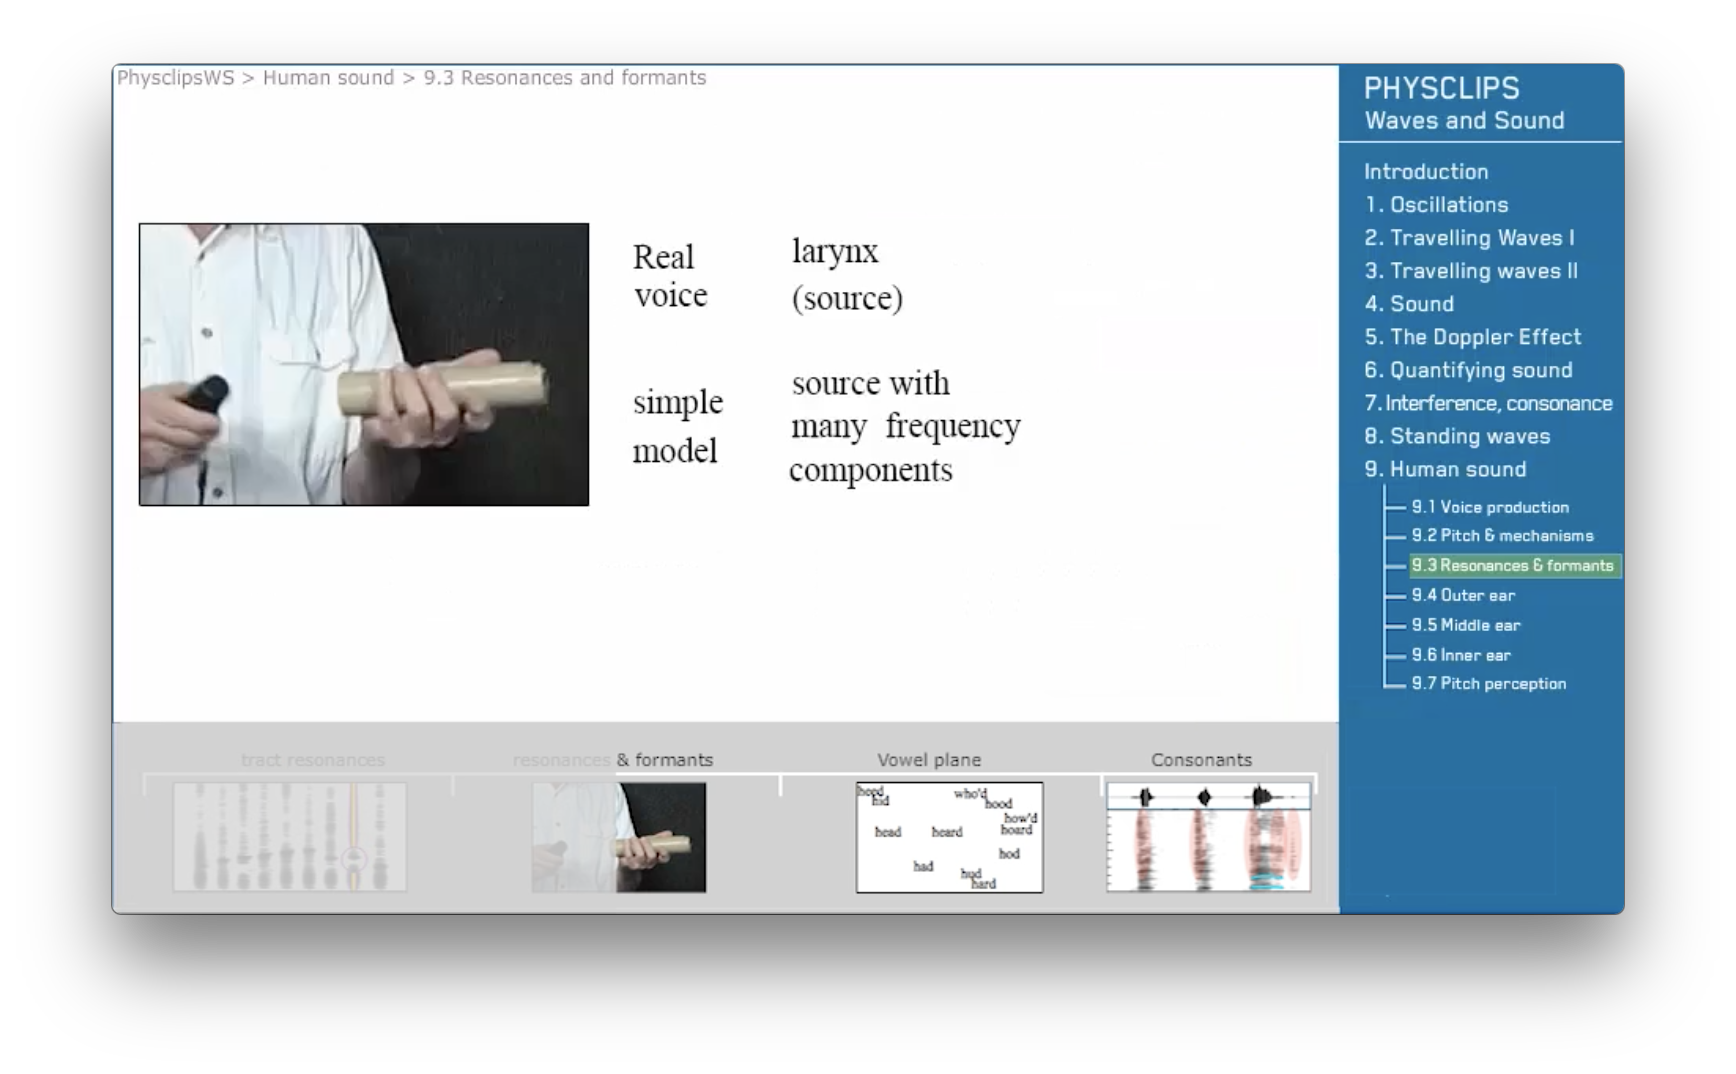 PhysclipsWS > Human sound > 9.3 Resonances and formants
Real
voice
larynx
(source)
simple
model
source with
many frequency
components
PHYSCLIPS
Waves and Sound
Introduction
1. Oscillations
2. Travelling Waves I
3. Travelling waves II
4. Sound
5. The Doppler Effect
6. Quantifying sound
7. Interference, consonance
8. Standing waves
9. Human sound
9.1 Voice production
9.2 Pitch & mechanisms
9.3 Resonances & formants
9.4 Outer ear
9.5 Middle ear
9.6 Inner ear
9.7 Pitch perception
tract resonances
resonances & formants
Vowel plane
Consonants
heed
hid
who'd
hood
how'd
hoard
head
heard
hod
had
hud
hard